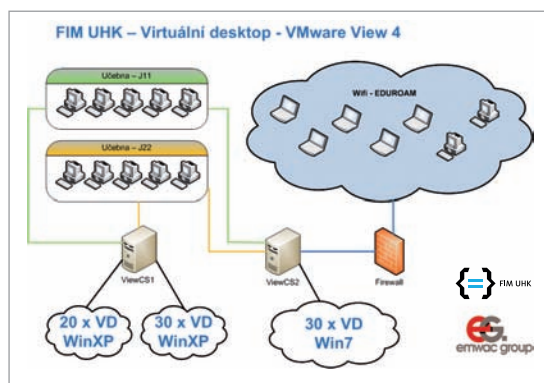 FIM UHK – Virtuální desktop - VMware View 4
Učebna – J11
Učebna – J22
Wifi - EDUROAM
ViewCS1
ViewCS2
Firewall
20 x VD
WinXP
30 x VD
WinXP
30 x VD
Win7
FIM UHK
EG.
emwac group